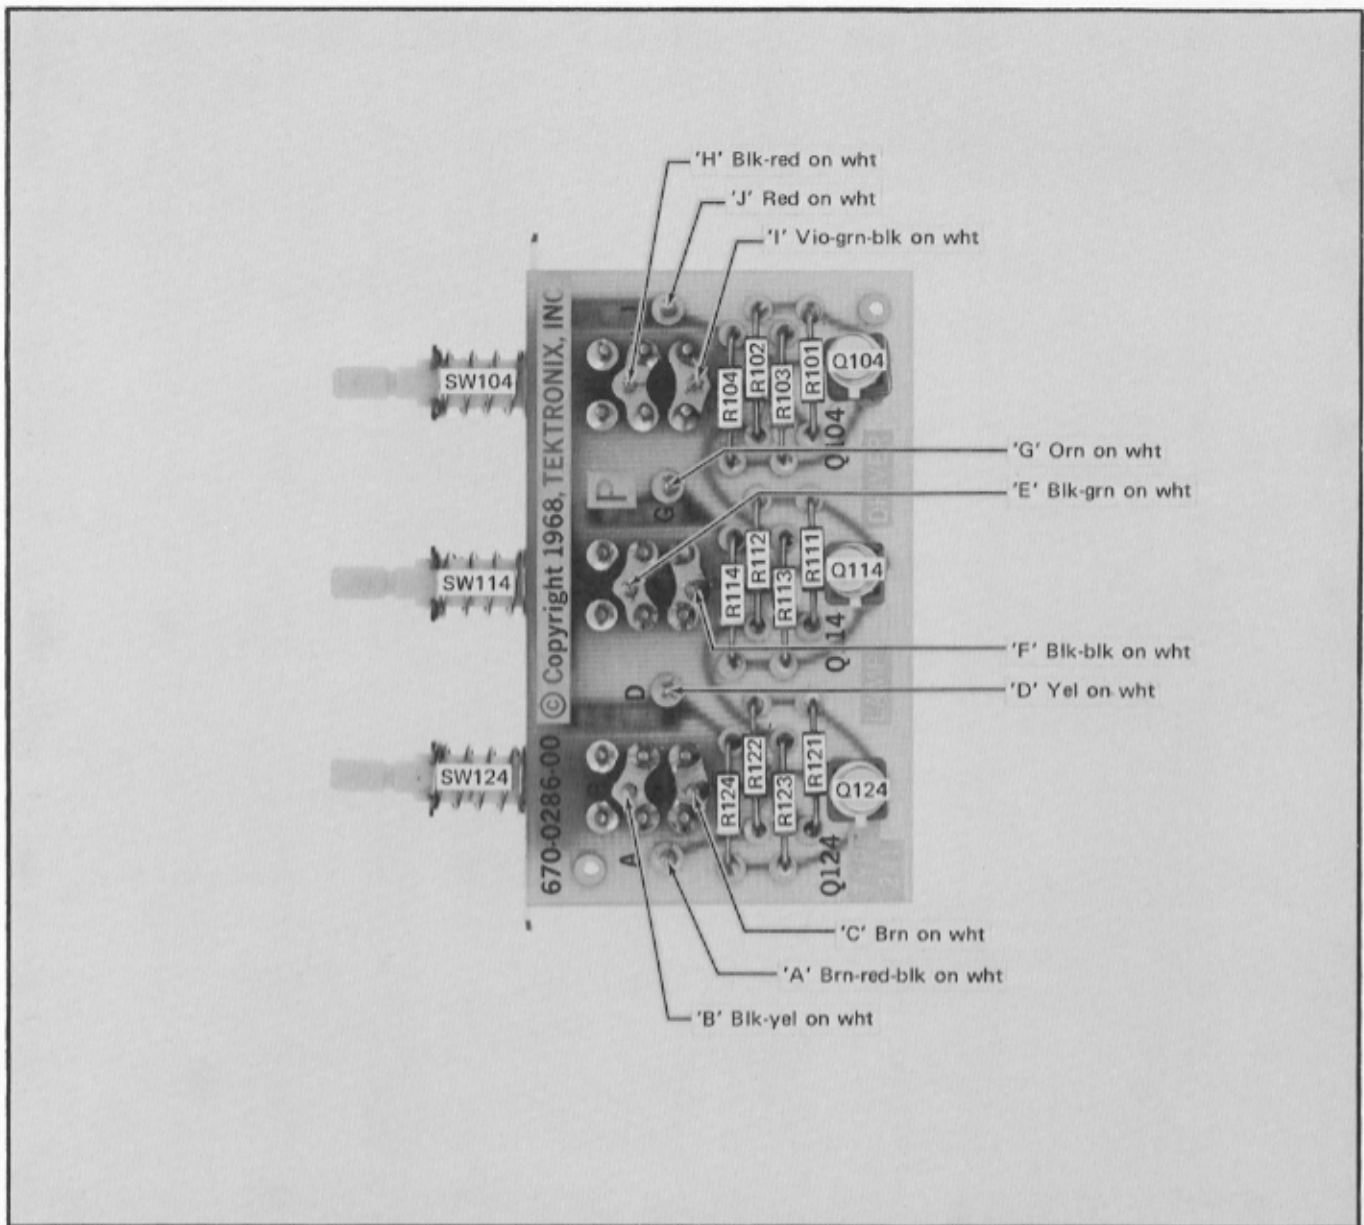 'H' Blk-red on wht
'J' Red on wht
'I' Vio-grn-blk on wht
© Copyright 1968, TEKTRONIX, INC
670-0286-00
SW104
R104
R102
R103
R101
Q104
Q104
'G' Orn on wht
'E' Blk-grn on wht
P
G
DRIVER
SW114
R114
R112
R113
R111
Q114
Q114
'F' Blk-blk on wht
'D' Yel on wht
D
SW124
R124
R122
R123
R121
Q124
Q124
A
'C' Brn on wht
'A' Brn-red-blk on wht
'B' Blk-yel on wht